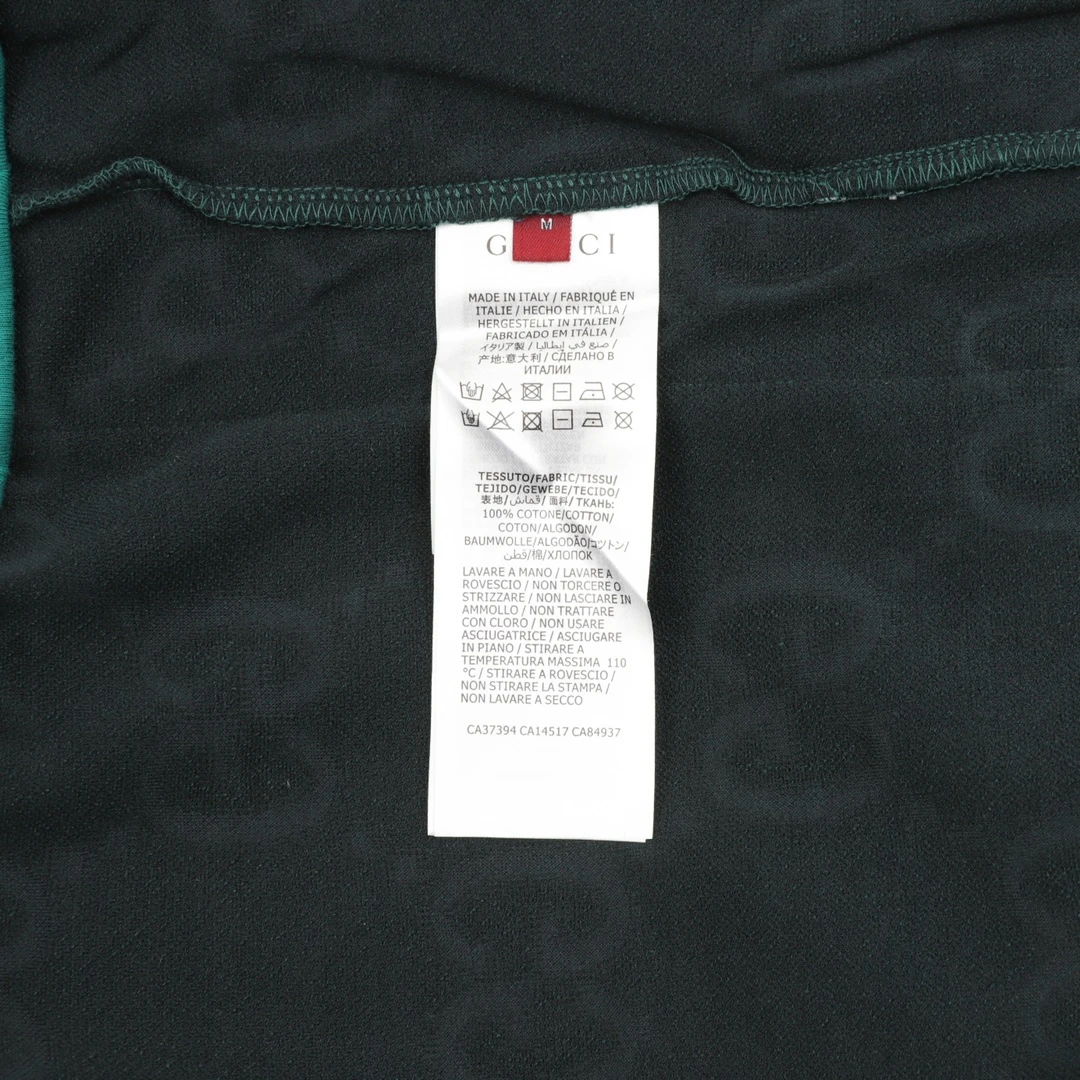 M
G CI
MADE IN ITALY / FABRIQUÉ EN
ITALIE / HECHO EN ITALIA /
HERGESTELLT IN ITALIEN /
FABRICADO EM ITÁLIA /
イタリア製 / صنع في إيطاليا /
产地:意大利 / СДЕЛАНО В
ИТАЛИИ
TESSUTO/FABRIC/TISSU/
TEJIDO/GEWEBE/TECIDO/
表地/قماش/面料/ТКАНЬ:
100% COTONE/COTTON/
COTON/ALGODON/
BAUMWOLLE/ALGODÃO/コットン/
قطن/棉/ХЛОПОК
LAVARE A MANO / LAVARE A
ROVESCIO / NON TORCERE O
STRIZZARE / NON LASCIARE IN
AMMOLLO / NON TRATTARE
CON CLORO / NON USARE
ASCIUGATRICE / ASCIUGARE
IN PIANO / STIRARE A
TEMPERATURA MASSIMA 110
°C / STIRARE A ROVESCIO /
NON STIRARE LA STAMPA /
NON LAVARE A SECCO
CA37394 CA14517 CA84937